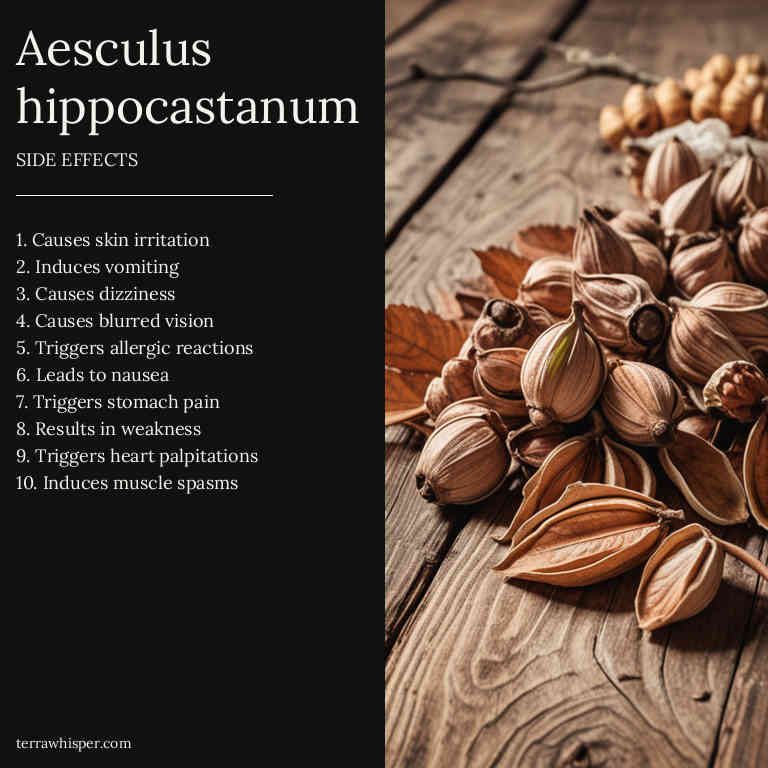 Aesculus
hippocastanum
SIDE EFFECTS
1. Causes skin irritation
2. Induces vomiting
3. Causes dizziness
4. Causes blurred vision
5. Triggers allergic reactions
6. Leads to nausea
7. Triggers stomach pain
8. Results in weakness
9. Triggers heart palpitations
10. Induces muscle spasms
terrawhisper.com